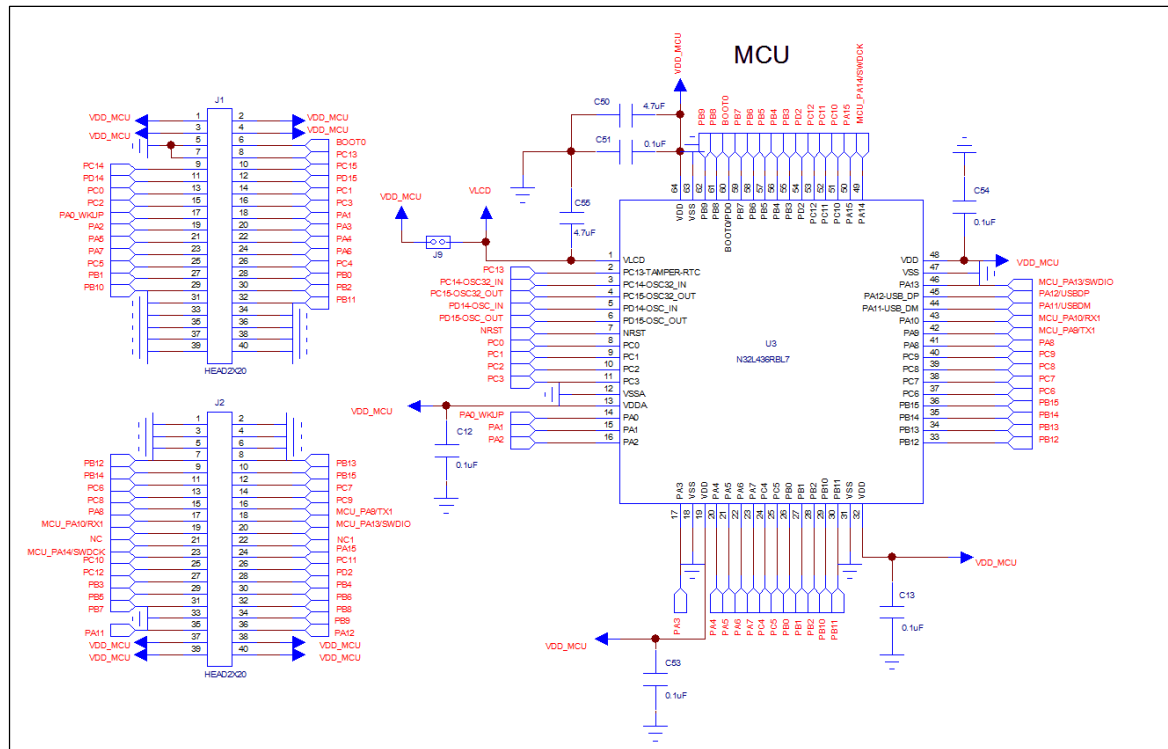 MCU
J1
VDD_MCU 1 2 VDD_MCU
VDD_MCU 3 4 VDD_MCU
5 6 BOOT0
7 8 PC13
PC14 9 10 PC15
PD14 11 12 PD15
PC0 13 14 PC1
PC2 15 16 PC3
PA0_WKUP 17 18 PA1
PA2 19 20 PA3
PA5 21 22 PA4
PA7 23 24 PA6
PC5 25 26 PC4
PB1 27 28 PB0
PB10 29 30 PB2
31 32 PB11
33 34
35 36
37 38
39 40
HEAD2X20
J2
1 2
3 4
5 6
7 8
PB12 9 10 PB13
PB14 11 12 PB15
PC6 13 14 PC7
PC8 15 16 PC9
PA8 17 18 MCU_PA9/TX1
MCU_PA10/RX1 19 20 MCU_PA13/SWDIO
NC 21 22 NC1
MCU_PA14/SWDCK 23 24 PA15
PC10 25 26 PC11
PC12 27 28 PD2
PB3 29 30 PB4
PB5 31 32 PB6
PB7 33 34 PB8
PB9
PA11 35 36 PA12
VDD_MCU 37 38 VDD_MCU
VDD_MCU 39 40 VDD_MCU
HEAD2X20
VDD_MCU
C50 4.7uF
C51 0.1uF
VDD_MCU
VLCD
C55
4.7uF
J9
PB9 PB8 BOOT0 PB7 PB6 PB5 PB4 PB3 PD2 PC12 PC11 PC10 PA15 MCU_PA14/SWDCK
64 63 62 61 60 59 58 57 56 55 54 53 52 51 50 49
VDD VSS PB9 PB8 BOOT0/PD0 PB7 PB6 PB5 PB4 PB3 PD2 PC12 PC11 PC10 PA15 PA14
C54
0.1uF
1 VLCD
PC13 2 PC13-TAMPER-RTC
PC14-OSC32_IN 3 PC14-OSC32_IN
PC15-OSC32_OUT 4 PC15-OSC32_OUT
PD14-OSC_IN 5 PD14-OSC_IN
PD15-OSC_OUT 6 PD15-OSC_OUT
NRST 7 NRST
PC0 8 PC0
PC1 9 PC1
PC2 10 PC2
PC3 11 PC3
12 VSSA
VDD_MCU 13 VDDA
PA0_WKUP 14 PA0
PA1 15 PA1
PA2 16 PA2
C12
0.1uF
U3
N32L436RBL7
VDD 48 VDD_MCU
VSS 47
PA13 46 MCU_PA13/SWDIO
PA12-USB_DP 45 PA12/USBDP
PA11-USB_DM 44 PA11/USBDM
PA10 43 MCU_PA10/RX1
PA9 42 MCU_PA9/TX1
PA8 41 PA8
PC9 40 PC9
PC8 39 PC8
PC7 38 PC7
PC6 37 PC6
PB15 36 PB15
PB14 35 PB14
PB13 34 PB13
PB12 33 PB12
PA3 VSS VDD PA4 PA5 PA6 PA7 PC4 PC5 PB0 PB1 PB2 PB10 PB11 VSS VDD
17 18 19 20 21 22 23 24 25 26 27 28 29 30 31 32
PA3 PA4 PA5 PA6 PA7 PC4 PC5 PB0 PB1 PB2 PB10 PB11
VDD_MCU
C13
0.1uF
VDD_MCU
C53
0.1uF